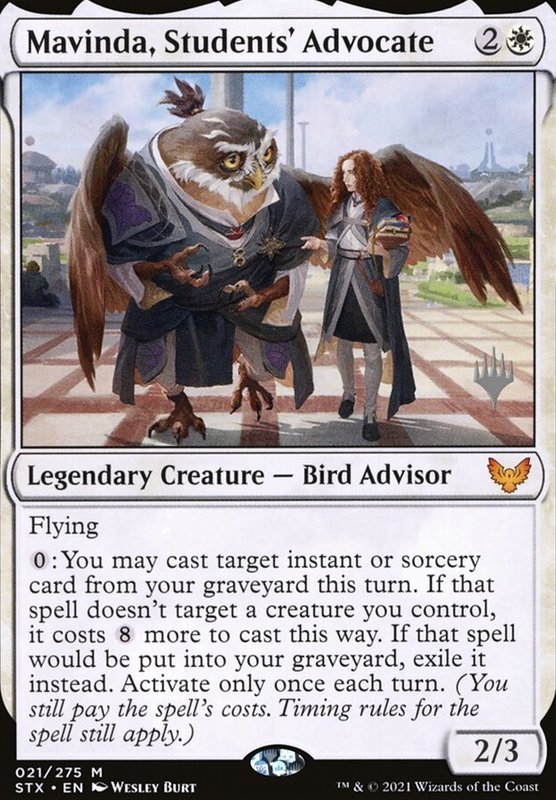 Mavinda, Students' Advocate 2
Legendary Creature — Bird Advisor
Flying
0: You may cast target instant or sorcery
card from your graveyard this turn. If that
spell doesn't target a creature you control,
it costs 8 more to cast this way. If that spell
would be put into your graveyard, exile it
instead. Activate only once each turn. (You
still pay the spell's costs. Timing rules for the
spell still apply.)
2/3
021/275 M
STX • EN Wesley Burt
™ & © 2021 Wizards of the Coast